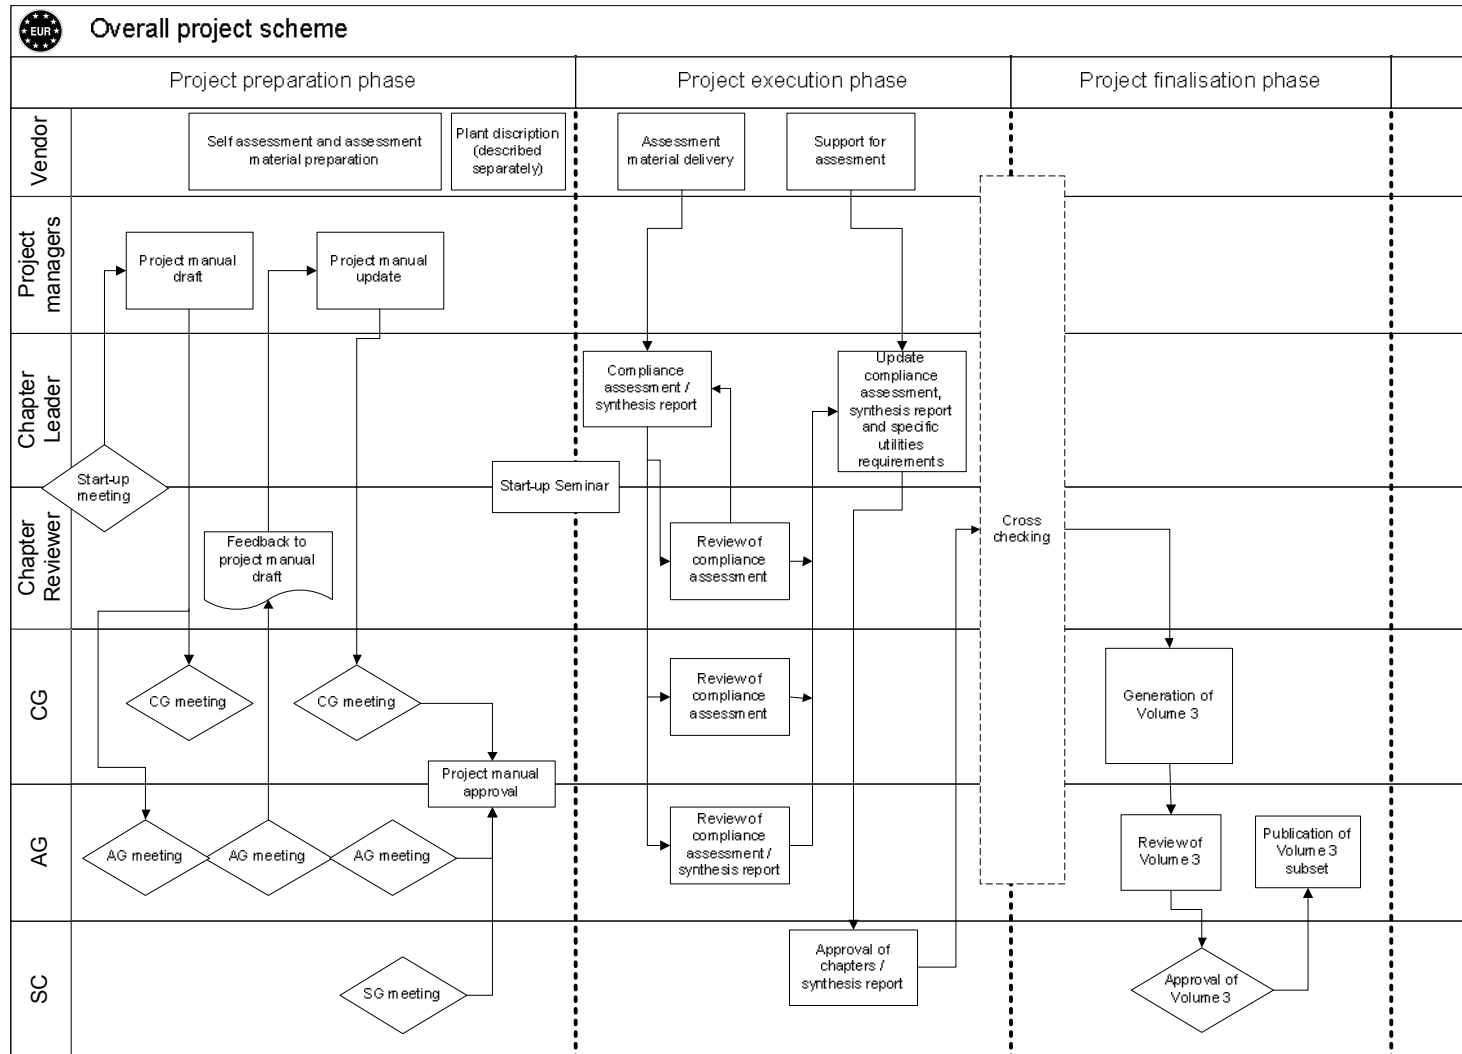 EUR
Overall project scheme
Project preparation phase
Project execution phase
Project finalisation phase
Vendor
Self assessment and assessment
material preparation
Plant discription
(described
separately)
Assessment
material delivery
Support for
assesment
Project
managers
Project manual
draft
Project manual
update
Chapter
Leader
Start-up
meeting
Start-up Seminar
Compliance
assessment /
synthesis report
Update
compliance
assessment,
synthesis report
and specific
utilities
requirements
Chapter
Reviewer
Feedback to
project manual
draft
Review of
compliance
assessment
Cross
checking
CG
CG meeting
CG meeting
Project manual
approval
Review of
compliance
assessment
Generation of
Volume 3
AG
AG meeting
AG meeting
AG meeting
Review of
compliance
assessment /
synthesis report
Review of
Volume 3
Publication of
Volume 3
subset
SC
SG meeting
Approval of
chapters /
synthesis report
Approval of
Volume 3